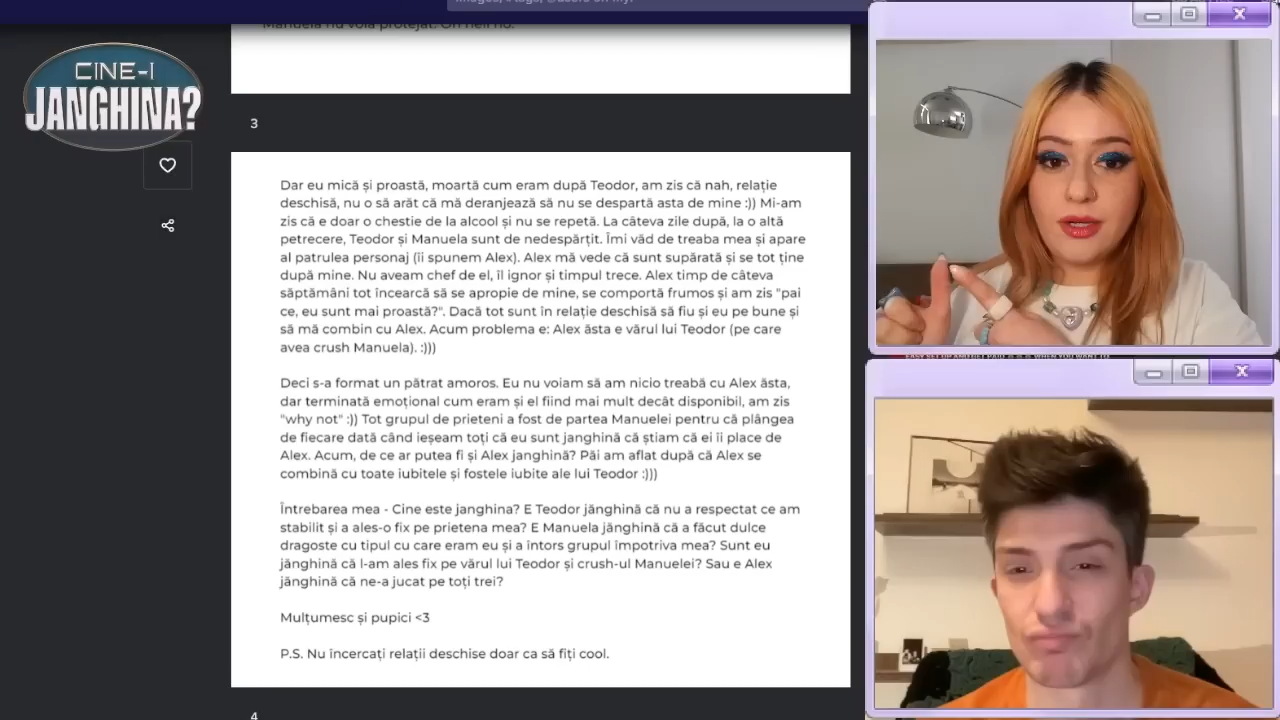 Manuela nu voia protejat. Oh hell no.
CINE-I
JANGHINA?
3
Dar eu mică și proastă, moartă cum eram după Teodor, am zis că nah, relație
deschisă, nu o să arăt că mă deranjează să nu se despartă asta de mine :)) Mi-am
zis că e doar o chestie de la alcool și nu se repetă. La câteva zile după, la o altă
petrecere, Teodor și Manuela sunt de nedespărțit. Îmi văd de treaba mea și apare
al patrulea personaj (îi spunem Alex). Alex mă vede că sunt supărată și se tot ține
după mine. Nu aveam chef de el, îl ignor și timpul trece. Alex timp de câteva
săptămâni tot încearcă să se apropie de mine, se comportă frumos și am zis "pai
ce, eu sunt mai proastă?". Dacă tot sunt în relație deschisă să fiu și eu pe bune și
să mă combin cu Alex. Acum problema e: Alex ăsta e vărul lui Teodor (pe care
avea crush Manuela). :)))
Deci s-a format un pătrat amoros. Eu nu voiam să am nicio treabă cu Alex ăsta,
dar terminată emoțional cum eram și el fiind mai mult decât disponibil, am zis
"why not" :)) Tot grupul de prieteni a fost de partea Manuelei pentru că plângea
de fiecare dată când ieșeam toți că eu sunt janghină că știam că ei îi place de
Alex. Acum, de ce ar putea fi și Alex janghină? Păi am aflat după că Alex se
combină cu toate iubitele și fostele iubite ale lui Teodor :)))
Întrebarea mea - Cine este janghina? E Teodor jănghină că nu a respectat ce am
stabilit și a ales-o fix pe prietena mea? E Manuela jănghină că a făcut dulce
dragoste cu tipul cu care eram eu și a întors grupul împotriva mea? Sunt eu
jănghină că l-am ales fix pe vărul lui Teodor și crush-ul Manuelei? Sau e Alex
jănghină că ne-a jucat pe toți trei?
Mulțumesc și pupici <3
P.S. Nu încercați relații deschise doar ca să fiți cool.
4